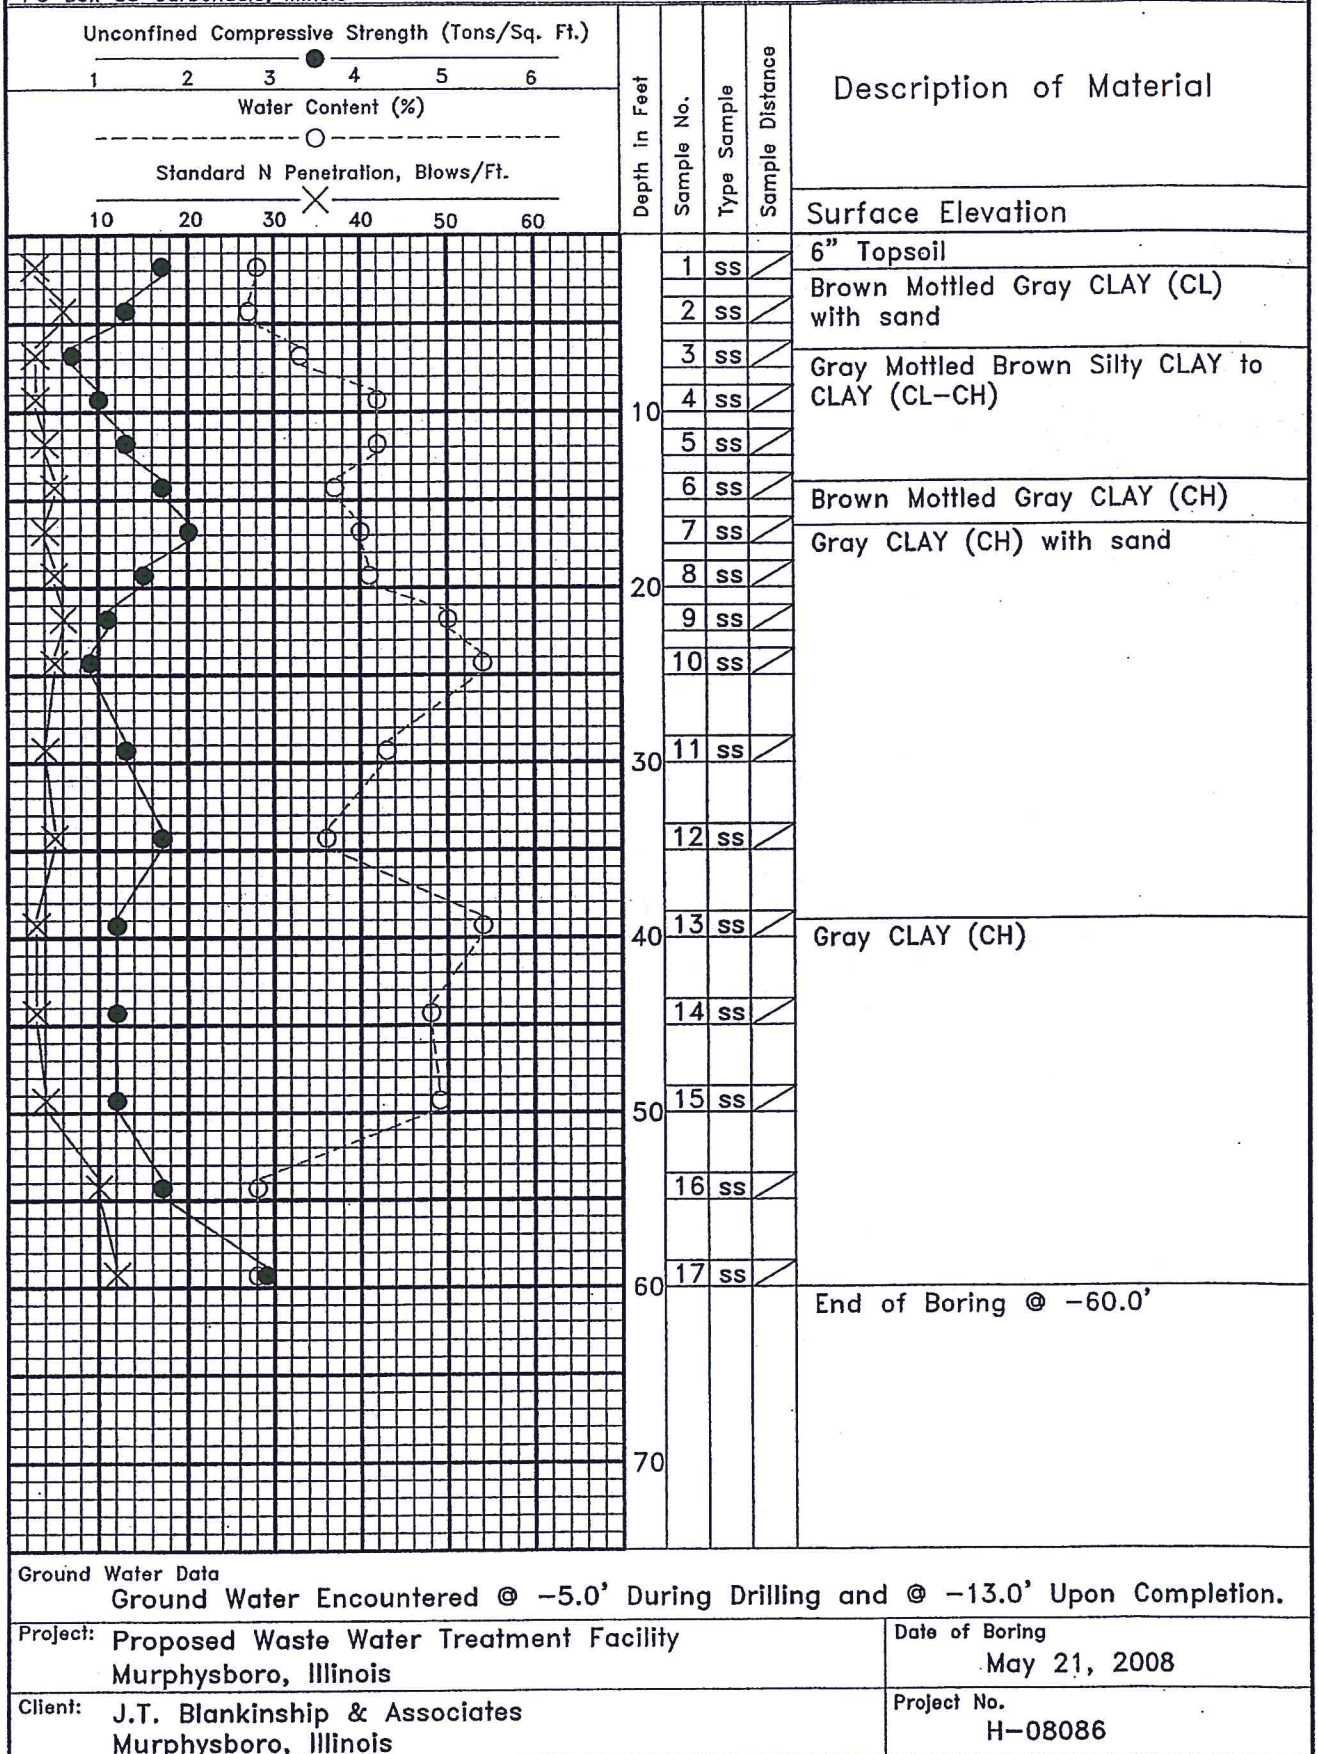 Unconfined Compressive Strength (Tons/Sq. Ft.)
1 2 3 4 5 6
Water Content (%)
Standard N Penetration, Blows/Ft.
10 20 30 40 50 60
Depth in Feet
Sample No.
Type Sample
Sample Distance
Description of Material
Surface Elevation
6" Topsoil
1 ss
Brown Mottled Gray CLAY (CL)
with sand
2 ss
3 ss
Gray Mottled Brown Silty CLAY to
CLAY (CL-CH)
4 ss
10
5 ss
6 ss
Brown Mottled Gray CLAY (CH)
7 ss
Gray CLAY (CH) with sand
8 ss
20
9 ss
10 ss
11 ss
30
12 ss
13 ss
40
Gray CLAY (CH)
14 ss
15 ss
50
16 ss
17 ss
60
End of Boring @ -60.0'
70
Ground Water Data
Ground Water Encountered @ -5.0' During Drilling and @ -13.0' Upon Completion.
Project: Proposed Waste Water Treatment Facility
Murphysboro, Illinois
Date of Boring
May 21, 2008
Client: J.T. Blankinship & Associates
Murphysboro, Illinois
Project No.
H-08086